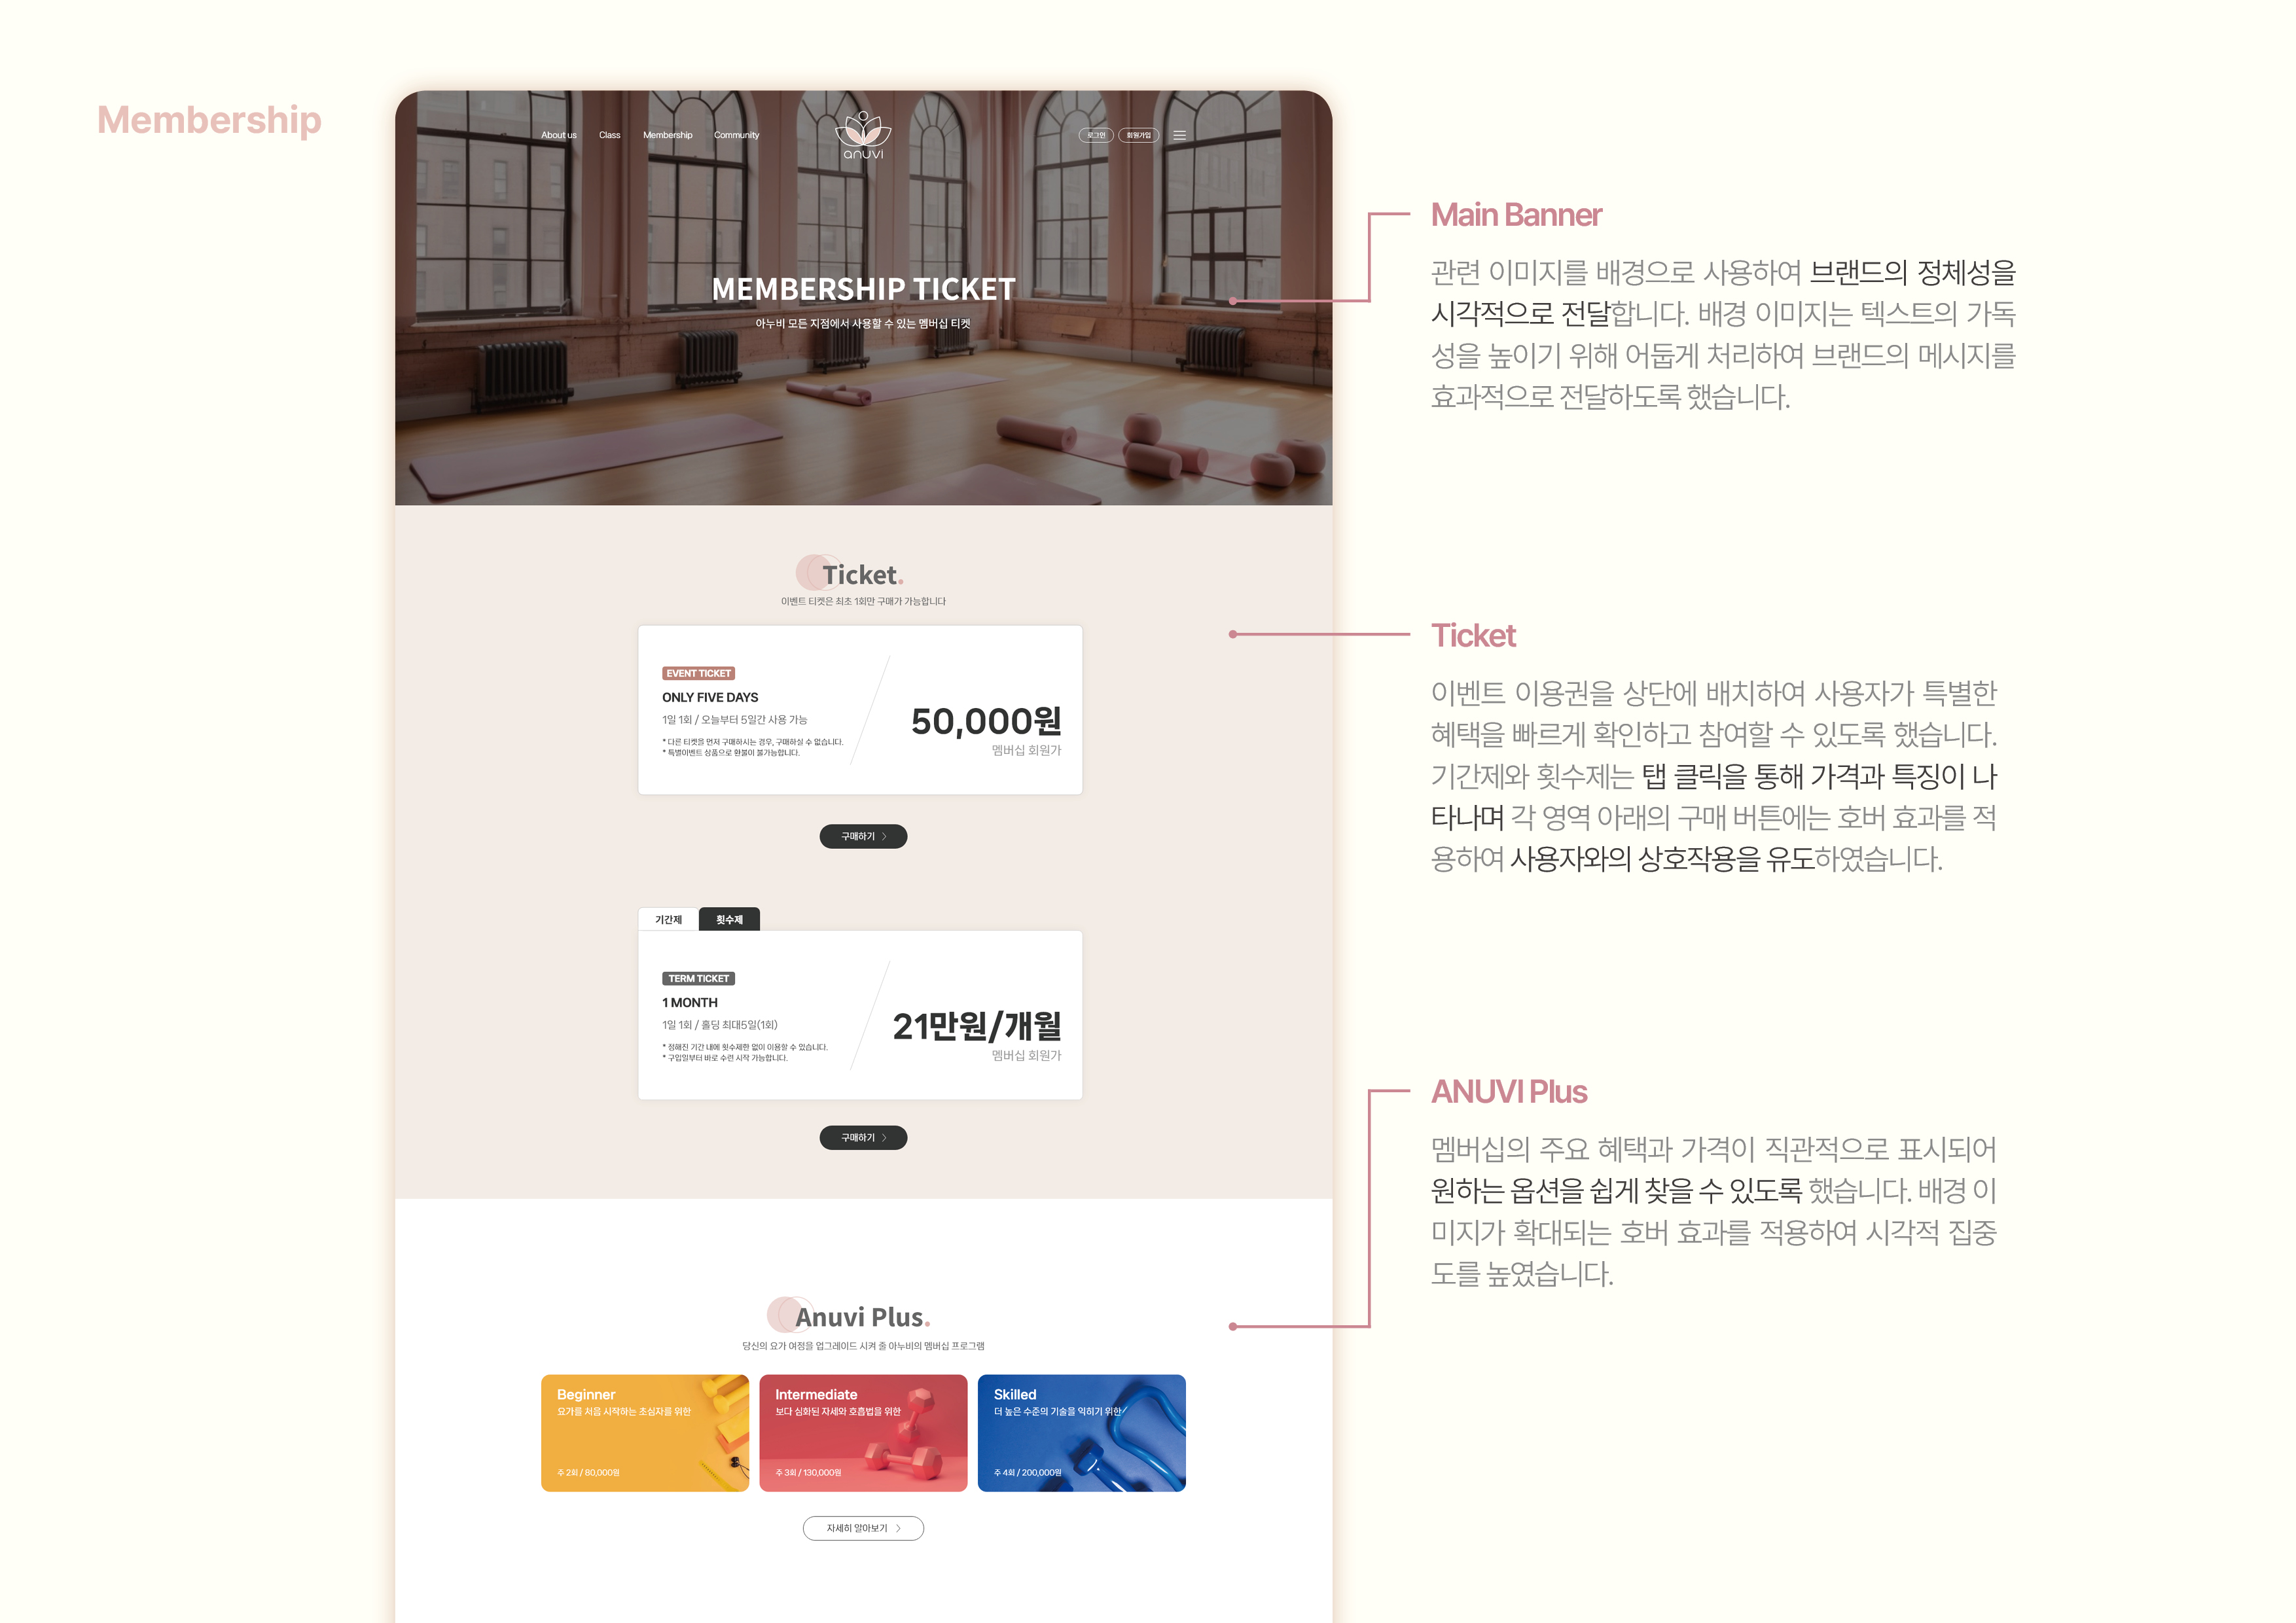 Membership
About us
Class
Membership
Community
anuvi
로그인
회원가입
MEMBERSHIP TICKET
아누비 모든 지점에서 사용할 수 있는 멤버십 티켓
Ticket.
이벤트 티켓은 최초 1회만 구매가 가능합니다
EVENT TICKET
ONLY FIVE DAYS
1일 1회 / 오늘부터 5일간 사용 가능
* 다른 티켓을 먼저 구매하시는 경우, 구매하실 수 없습니다.
* 특별이벤트 상품으로 환불이 불가능합니다.
50,000원
멤버십 회원가
구매하기
기간제
횟수제
TERM TICKET
1 MONTH
1일 1회 / 홀딩 최대5일(1회)
* 정해진 기간 내에 횟수제한 없이 이용할 수 있습니다.
* 구입일부터 바로 수련 시작 가능합니다.
21만원/개월
멤버십 회원가
구매하기
Anuvi Plus.
당신의 요가 여정을 업그레이드 시켜 줄 아누비의 멤버십 프로그램
Beginner
요가를 처음 시작하는 초심자를 위한
주 2회 / 60,000원
Intermediate
보다 심화된 자세와 호흡법을 위한
주 3회 / 130,000원
Skilled
더 높은 수준의 기술을 익히기 위한
주 4회 / 200,000원
자세히 알아보기
Main Banner
관련 이미지를 배경으로 사용하여 브랜드의 정체성을
시각적으로 전달합니다. 배경 이미지는 텍스트의 가독
성을 높이기 위해 어둡게 처리하여 브랜드의 메시지를
효과적으로 전달하도록 했습니다.
Ticket
이벤트 이용권을 상단에 배치하여 사용자가 특별한
혜택을 빠르게 확인하고 참여할 수 있도록 했습니다.
기간제와 횟수제는 탭 클릭을 통해 가격과 특징이 나
타나며 각 영역 아래의 구매 버튼에는 호버 효과를 적
용하여 사용자와의 상호작용을 유도하였습니다.
ANUVI Plus
멤버십의 주요 혜택과 가격이 직관적으로 표시되어
원하는 옵션을 쉽게 찾을 수 있도록 했습니다. 배경 이
미지가 확대되는 호버 효과를 적용하여 시각적 집중
도를 높였습니다.